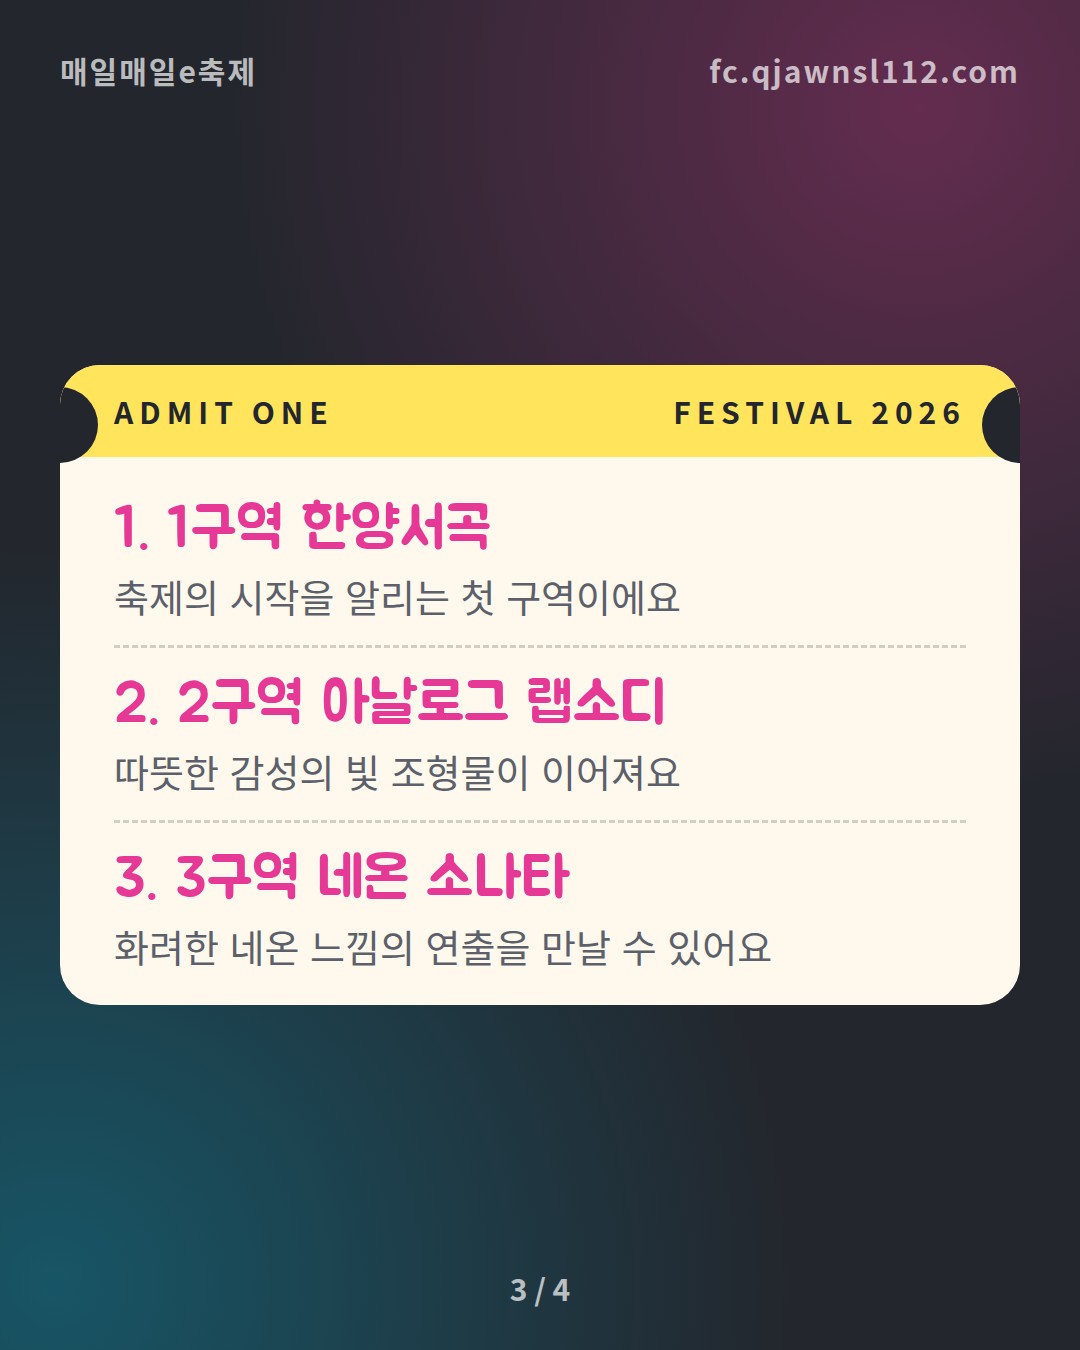 매일매일e축제
fc.qjawnsl112.com
ADMIT ONE
FESTIVAL 2026
1. 1구역 한양서곡
축제의 시작을 알리는 첫 구역이에요
2. 2구역 아날로그 랩소디
따뜻한 감성의 빛 조형물이 이어져요
3. 3구역 네온 소나타
화려한 네온 느낌의 연출을 만날 수 있어요
3 / 4